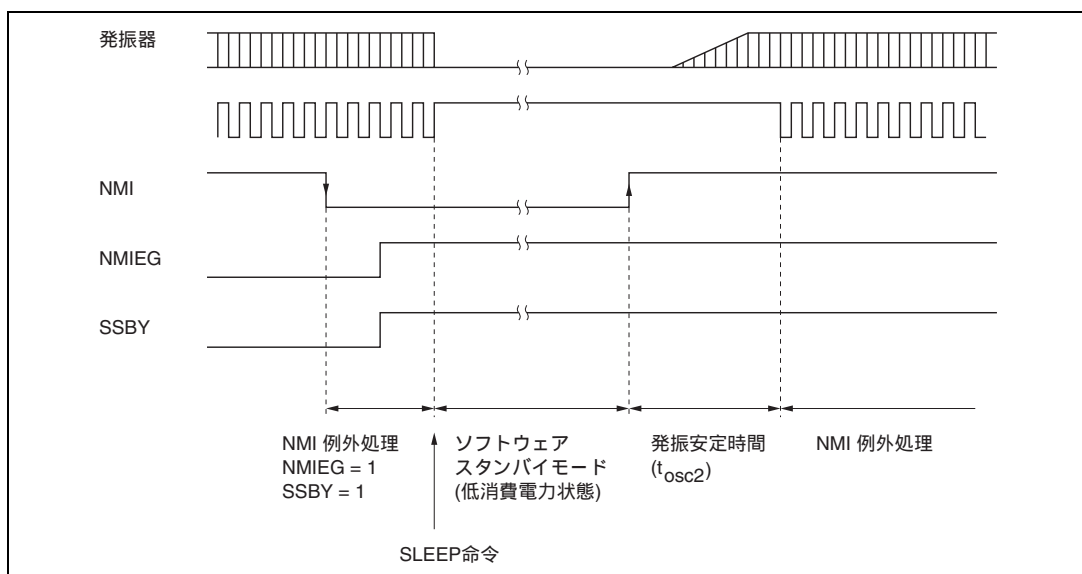 発振器
NMI
NMIEG
SSBY
NMI 例外処理
NMIEG = 1
SSBY = 1
ソフトウェア
スタンバイモード
(低消費電力状態)
発振安定時間
(tosc2)
NMI 例外処理
SLEEP命令